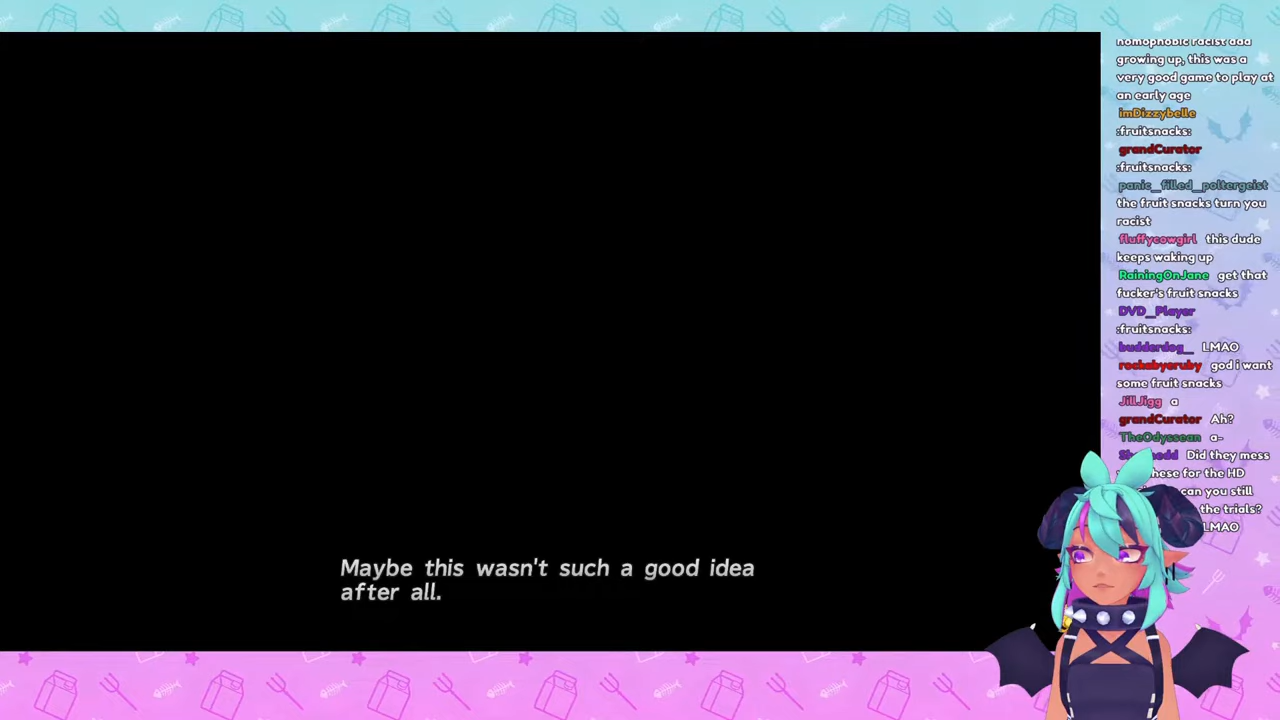 Maybe this wasn't such a good idea
after all.
homophobic racist dad
growing up, this was a
very good game to play at
an early age
imDizzybelle
:fruitsnacks:
grandCurator
:fruitsnacks:
panic_filled_poltergeist
the fruit snacks turn you
racist
fluffycowgirl this dude
keeps waking up
RainingOnJane get that
fucker's fruit snacks
DVD_Player
:fruitsnacks:
budderdog_ LMAO
rockabyeruby god i want
some fruit snacks
JillJigg a
grandCurator Ah?
TheOdyssean a-
Did they mess
hese for the HD
can you still
the trials?
LMAO